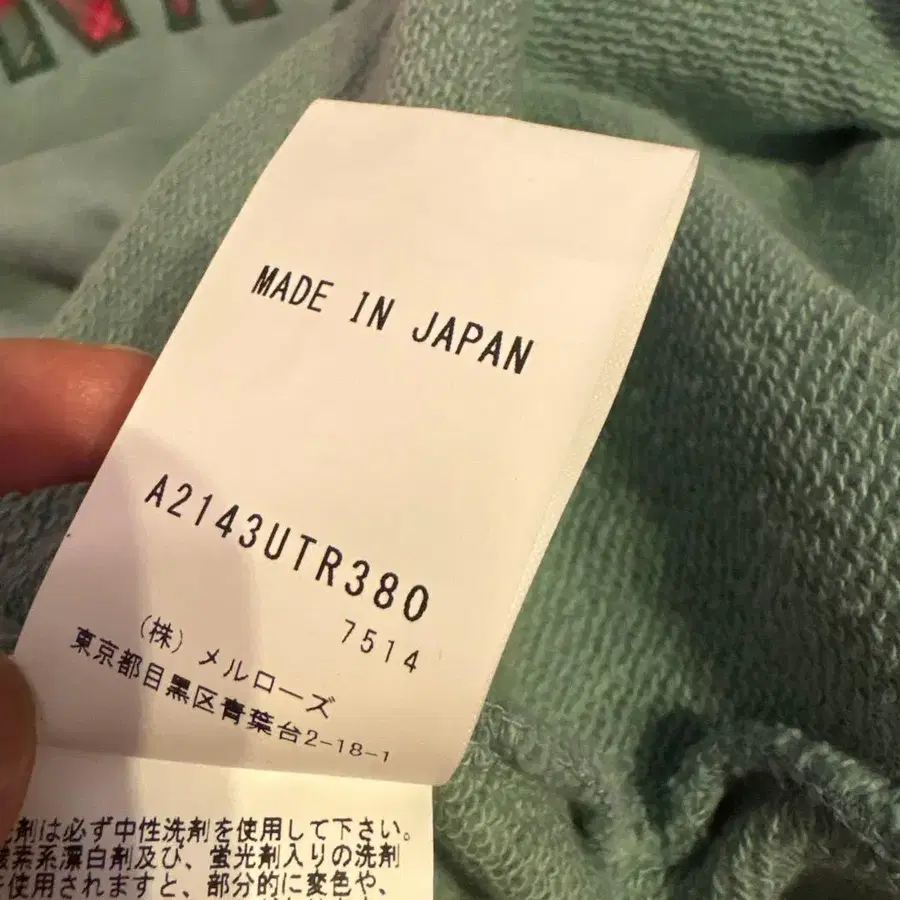 MADE IN JAPAN
A2143UTR380
7514
(株) メルローズ
東京都目黒区青葉台2-18-1
剤は必ず中性洗剤を使用して下さい。
素系漂白剤及び、蛍光剤入りの洗剤
を使用されますと、部分的に変色や、